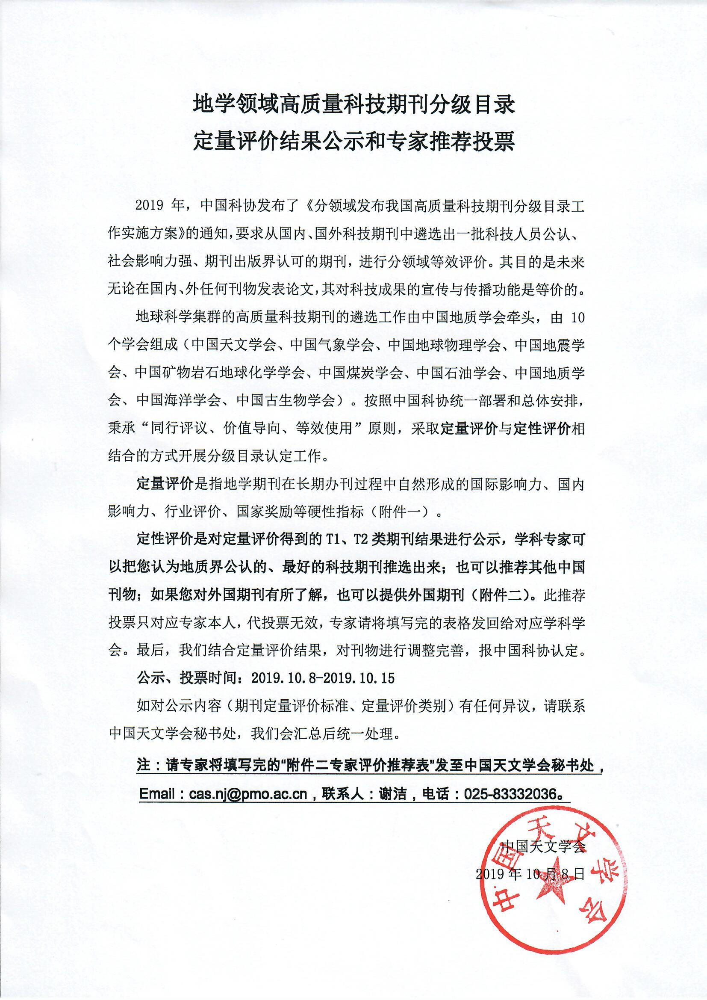 地学领域高质量科技期刊分级目录
定量评价结果公示和专家推荐投票
2019 年，中国科协发布了《分领域发布我国高质量科技期刊分级目录工
作实施方案》的通知，要求从国内、国外科技期刊中遴选出一批科技人员公认、
社会影响力强、期刊出版界认可的期刊，进行分领域等效评价。其目的是未来
无论在国内、外任何刊物发表论文，其对科技成果的宣传与传播功能是等价的。
地球科学集群的高质量科技期刊的遴选工作由中国地质学会牵头，由 10
个学会组成（中国天文学会、中国气象学会、中国地球物理学会、中国地震学
会、中国矿物岩石地球化学学会、中国煤炭学会、中国石油学会、中国地质学
会、中国海洋学会、中国古生物学会）。按照中国科协统一部署和总体安排，
秉承“同行评议、价值导向、等效使用”原则，采取定量评价与定性评价相
结合的方式开展分级目录认定工作。
定量评价是指地学期刊在长期办刊过程中自然形成的国际影响力、国内
影响力、行业评价、国家奖励等硬性指标（附件一）。
定性评价是对定量评价得到的 T1、T2 类期刊结果进行公示，学科专家可
以把您认为地质界公认的、最好的科技期刊推选出来；也可以推荐其他中国
刊物；如果您对外国期刊有所了解，也可以提供外国期刊（附件二）。此推荐
投票只对应专家本人，代投票无效，专家请将填写完的表格发回给对应学科学
会。最后，我们结合定量评价结果，对刊物进行调整完善，报中国科协认定。
公示、投票时间：2019.10.8-2019.10.15
如对公示内容（期刊定量评价标准、定量评价类别）有任何异议，请联系
中国天文学会秘书处，我们会汇总后统一处理。
注：请专家将填写完的“附件二专家评价推荐表”发至中国天文学会秘书处，
Email：cas.nj@pmo.ac.cn，联系人：谢洁，电话：025-83332036。
中国天文学会
2019 年 10 月 8 日
中国天文学会